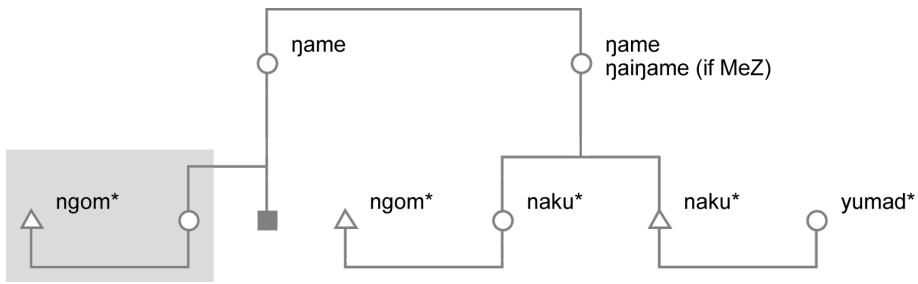 ŋame
ŋame
ŋaiŋame (if MeZ)
ngom*
ngom*
naku*
naku*
yumad*